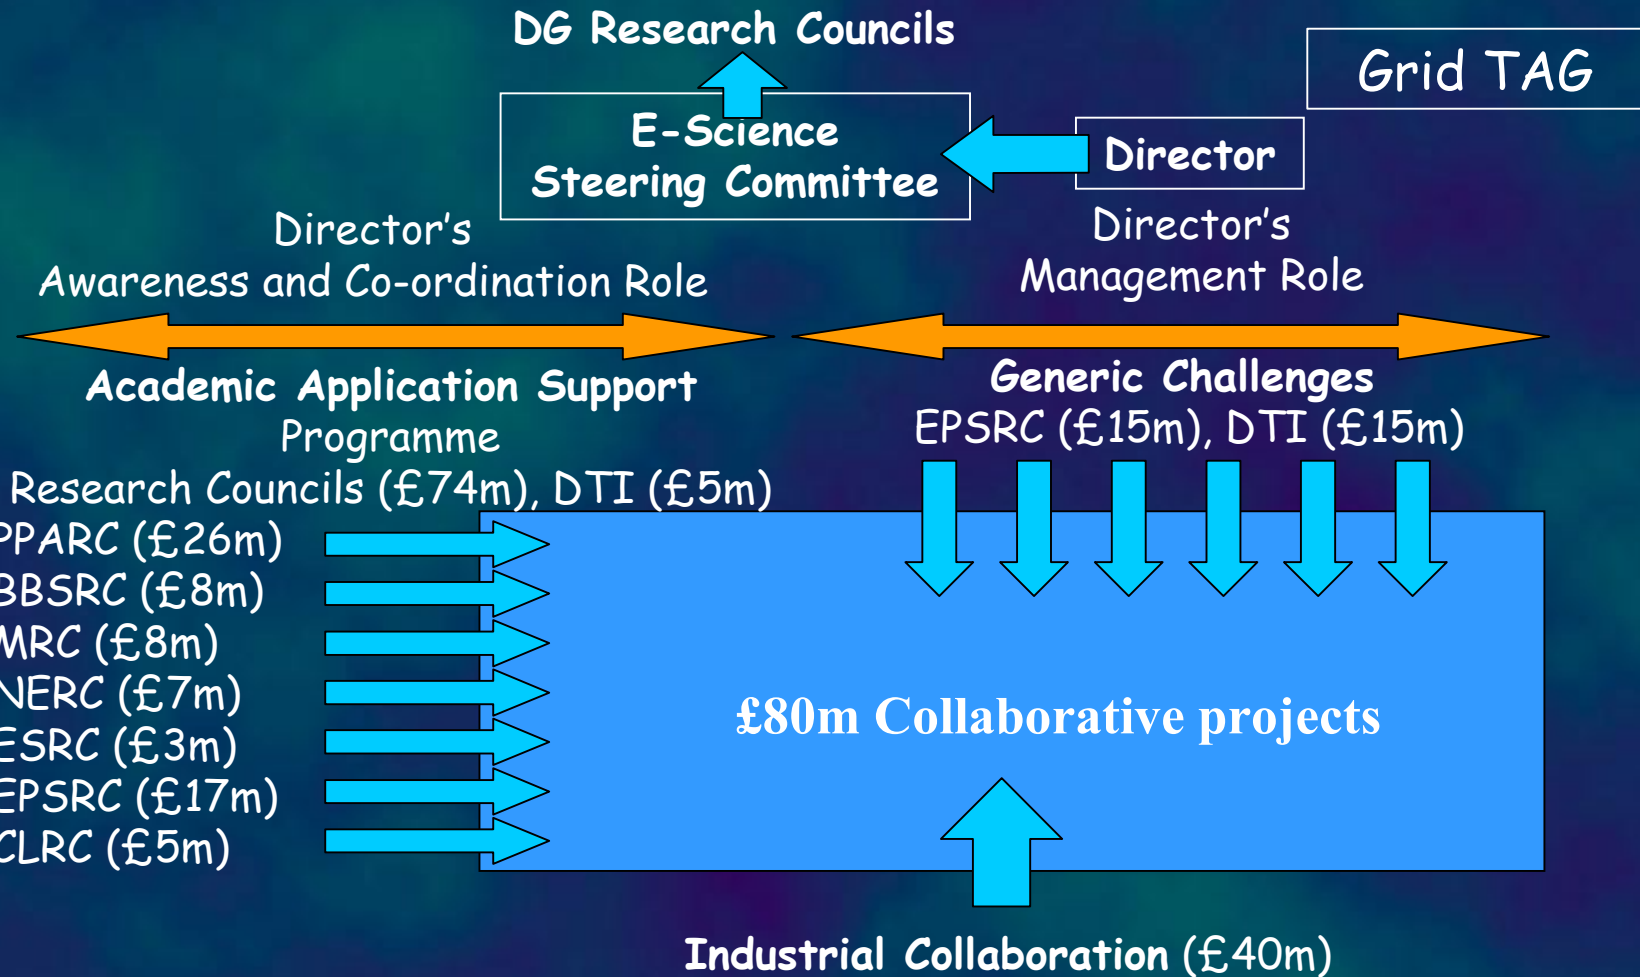 DG Research Councils
Grid TAG
E-Science
Steering Committee
Director
Director's
Awareness and Co-ordination Role
Director's
Management Role
Academic Application Support
Programme
Research Councils (£74m), DTI (£5m)
PPARC (£26m)
BBSRC (£8m)
MRC (£8m)
NERC (£7m)
ESRC (£3m)
EPSRC (£17m)
CLRC (£5m)
Generic Challenges
EPSRC (£15m), DTI (£15m)
£80m Collaborative projects
Industrial Collaboration (£40m)